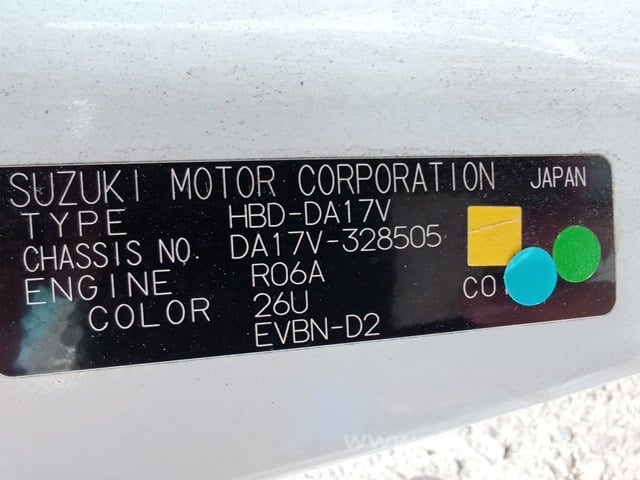 SUZUKI MOTOR CORPORATION JAPAN
TYPE HBD-DA17V
CHASSIS NO. DA17V-328505
ENGINE R06A
COLOR 26U
EVBN-D2